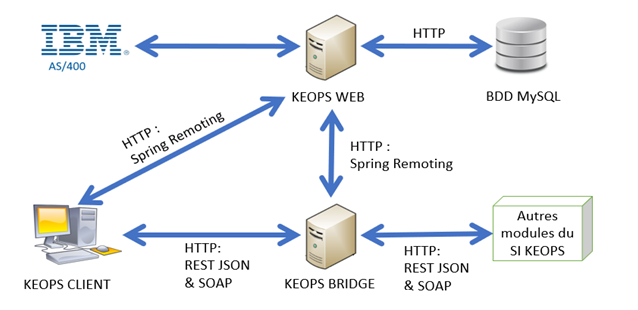 IBM®
AS/400
HTTP
KEOPS WEB
BDD MySQL
HTTP :
Spring Remoting
HTTP :
Spring Remoting
Autres
modules du
SI KEOPS
HTTP:
REST JSON
& SOAP
HTTP:
REST JSON
& SOAP
KEOPS CLIENT
KEOPS BRIDGE